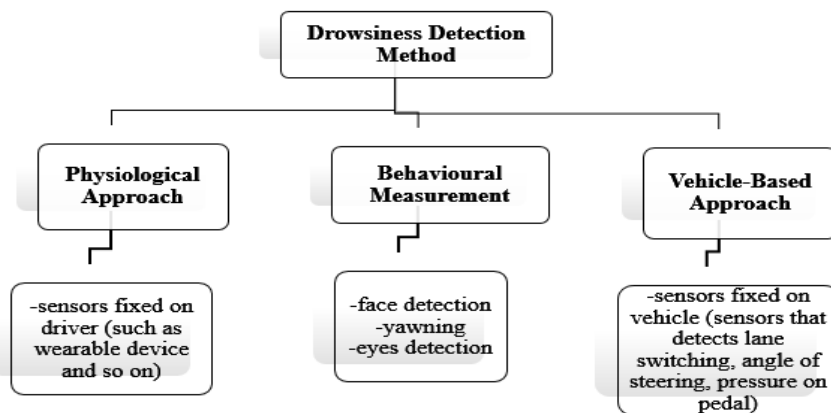 Drowsiness Detection
Method
Physiological
Approach
Behavioural
Measurement
Vehicle-Based
Approach
-sensors fixed on
driver (such as
wearable device
and so on)
-face detection
-yawning
-eyes detection
-sensors fixed on
vehicle (sensors that
detects lane
switching, angle of
steering, pressure on
pedal)